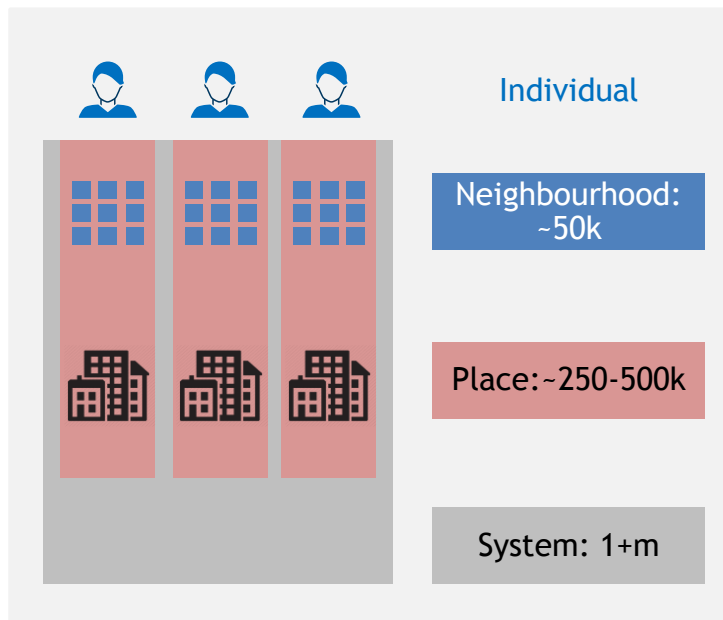 Individual
Neighbourhood:
~50k
Place:~250-500k
System: 1+m